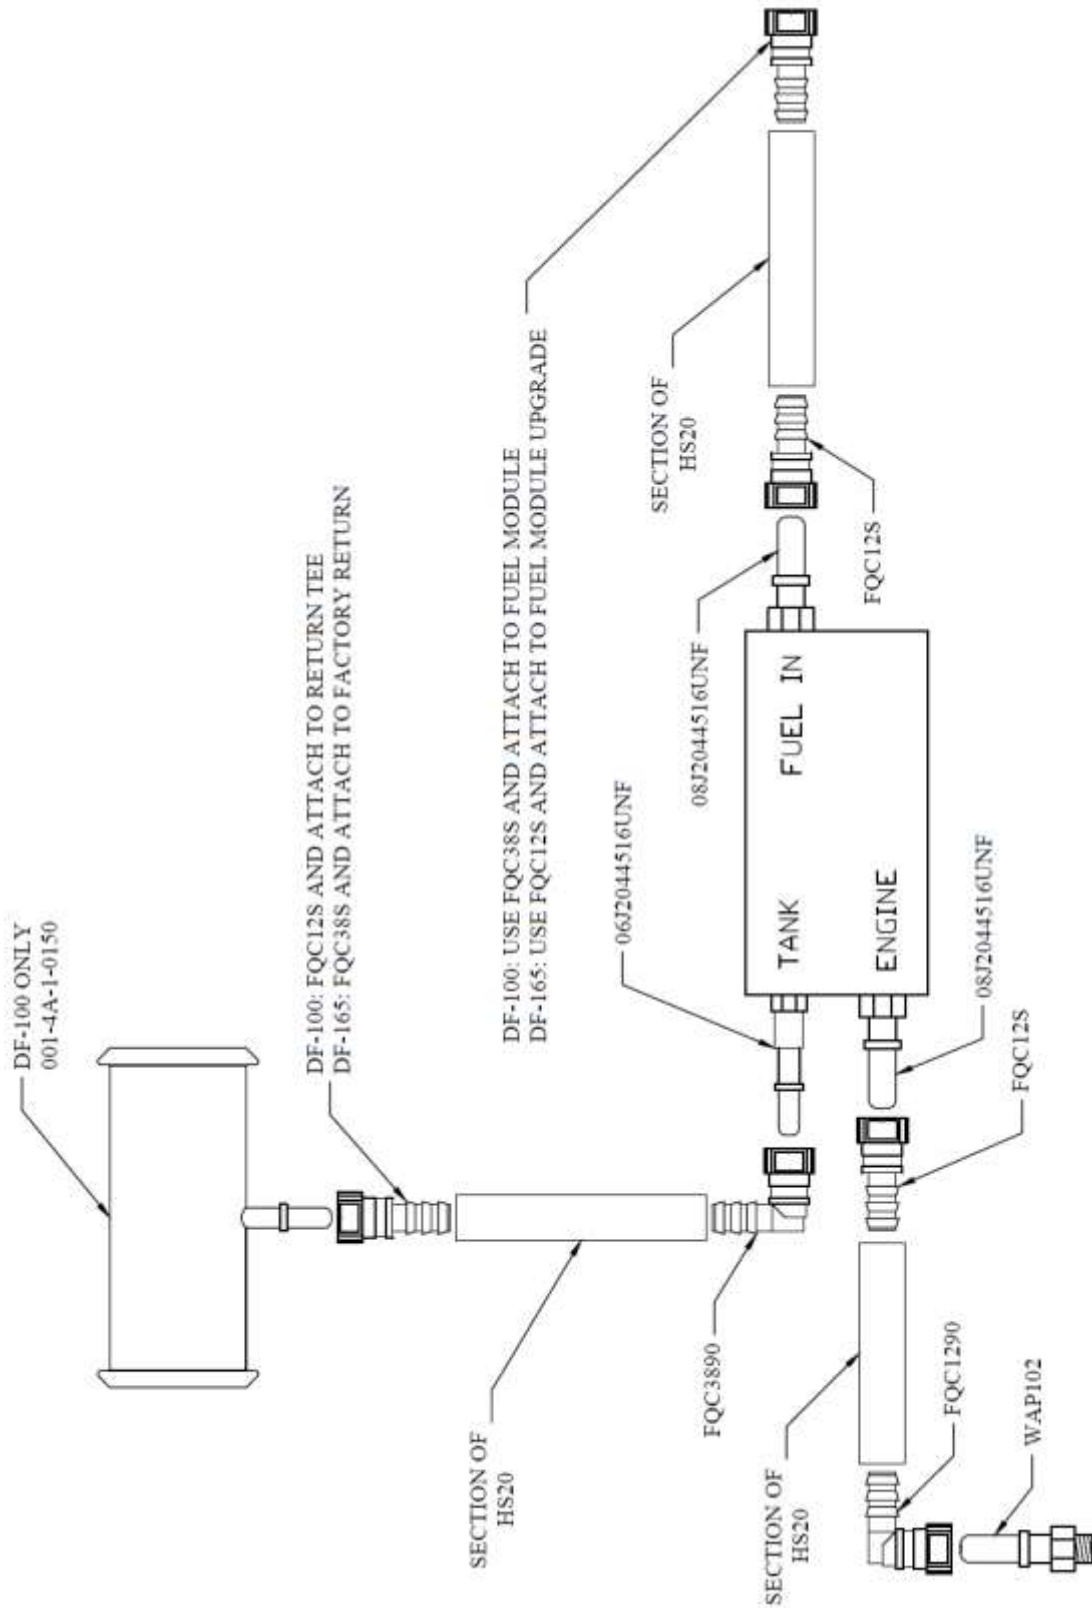 DF-100 ONLY
001-4A-1-0150
DF-100: FQC12S AND ATTACH TO RETURN TEE
DF-165: FQC38S AND ATTACH TO FACTORY RETURN
SECTION OF
HS20
FQC3890
DF-100: USE FQC38S AND ATTACH TO FUEL MODULE
DF-165: USE FQC12S AND ATTACH TO FUEL MODULE UPGRADE
06J2044516UNF
08J2044516UNF
SECTION OF
HS20
FQC12S
TANK
FUEL IN
ENGINE
08J2044516UNF
FQC12S
SECTION OF
HS20
FQC1290
WAP102